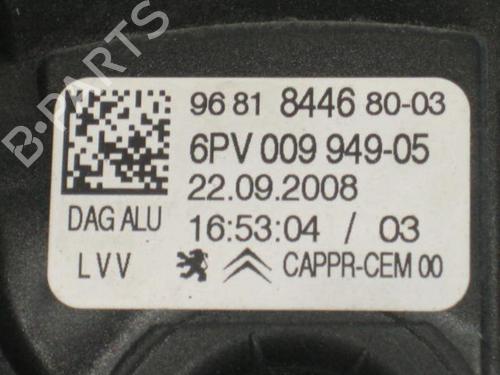 96 81 8446 80-03
6PV 009 949-05
22.09.2008
DAG ALU
16:53:04 / 03
LVV
CAPPR-CEM 00
B-PARTS